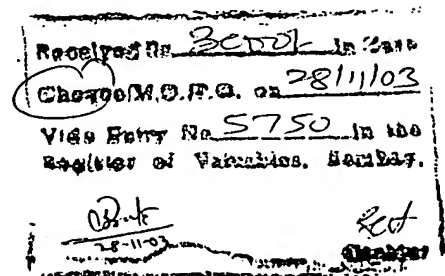 Received Rs. 3000/- in Cash
Cheque/M.O./P.O. on 28/11/03
Vide Entry No 5750 in the
Register of Valuables. Bombay.
28-11-03
Cashier